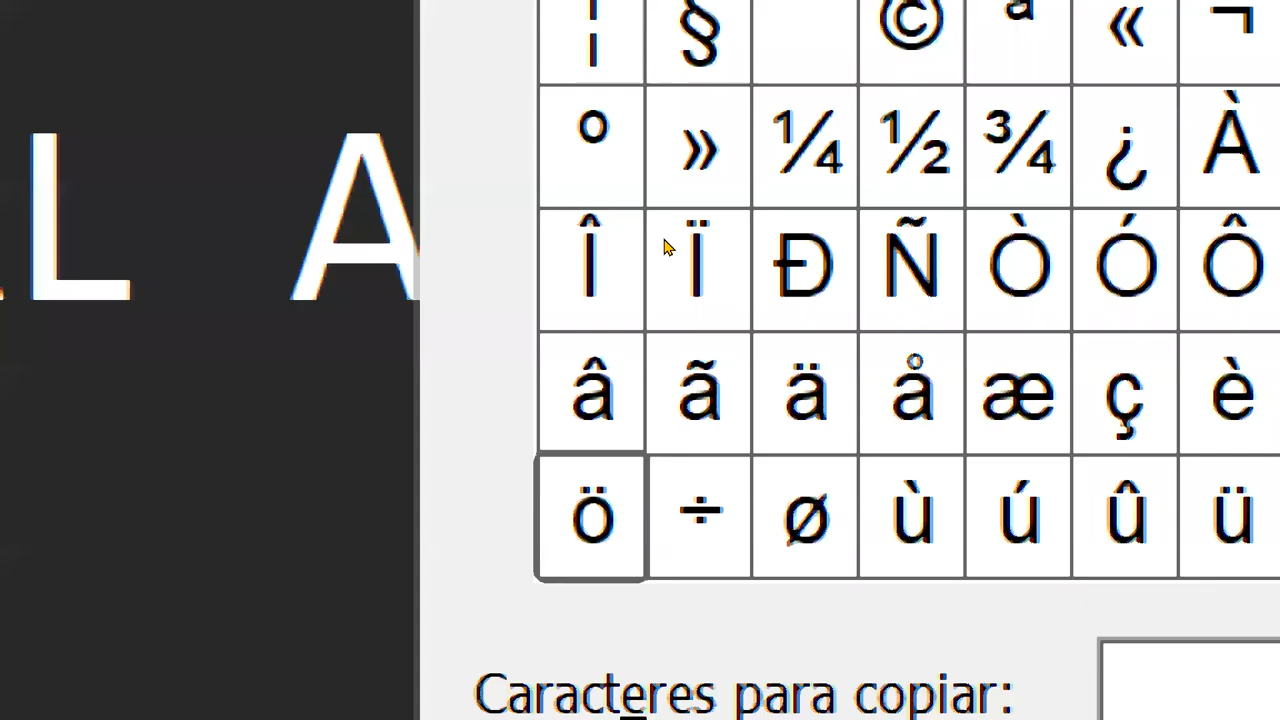 ¦ § © ª « ¬
º » ¼ ½ ¾ ¿ À
L A
Î Ï Ð Ñ Ò Ó Ô
â ã ä å æ ç è
ö ÷ ø ù ú û ü
Caracteres para copiar: